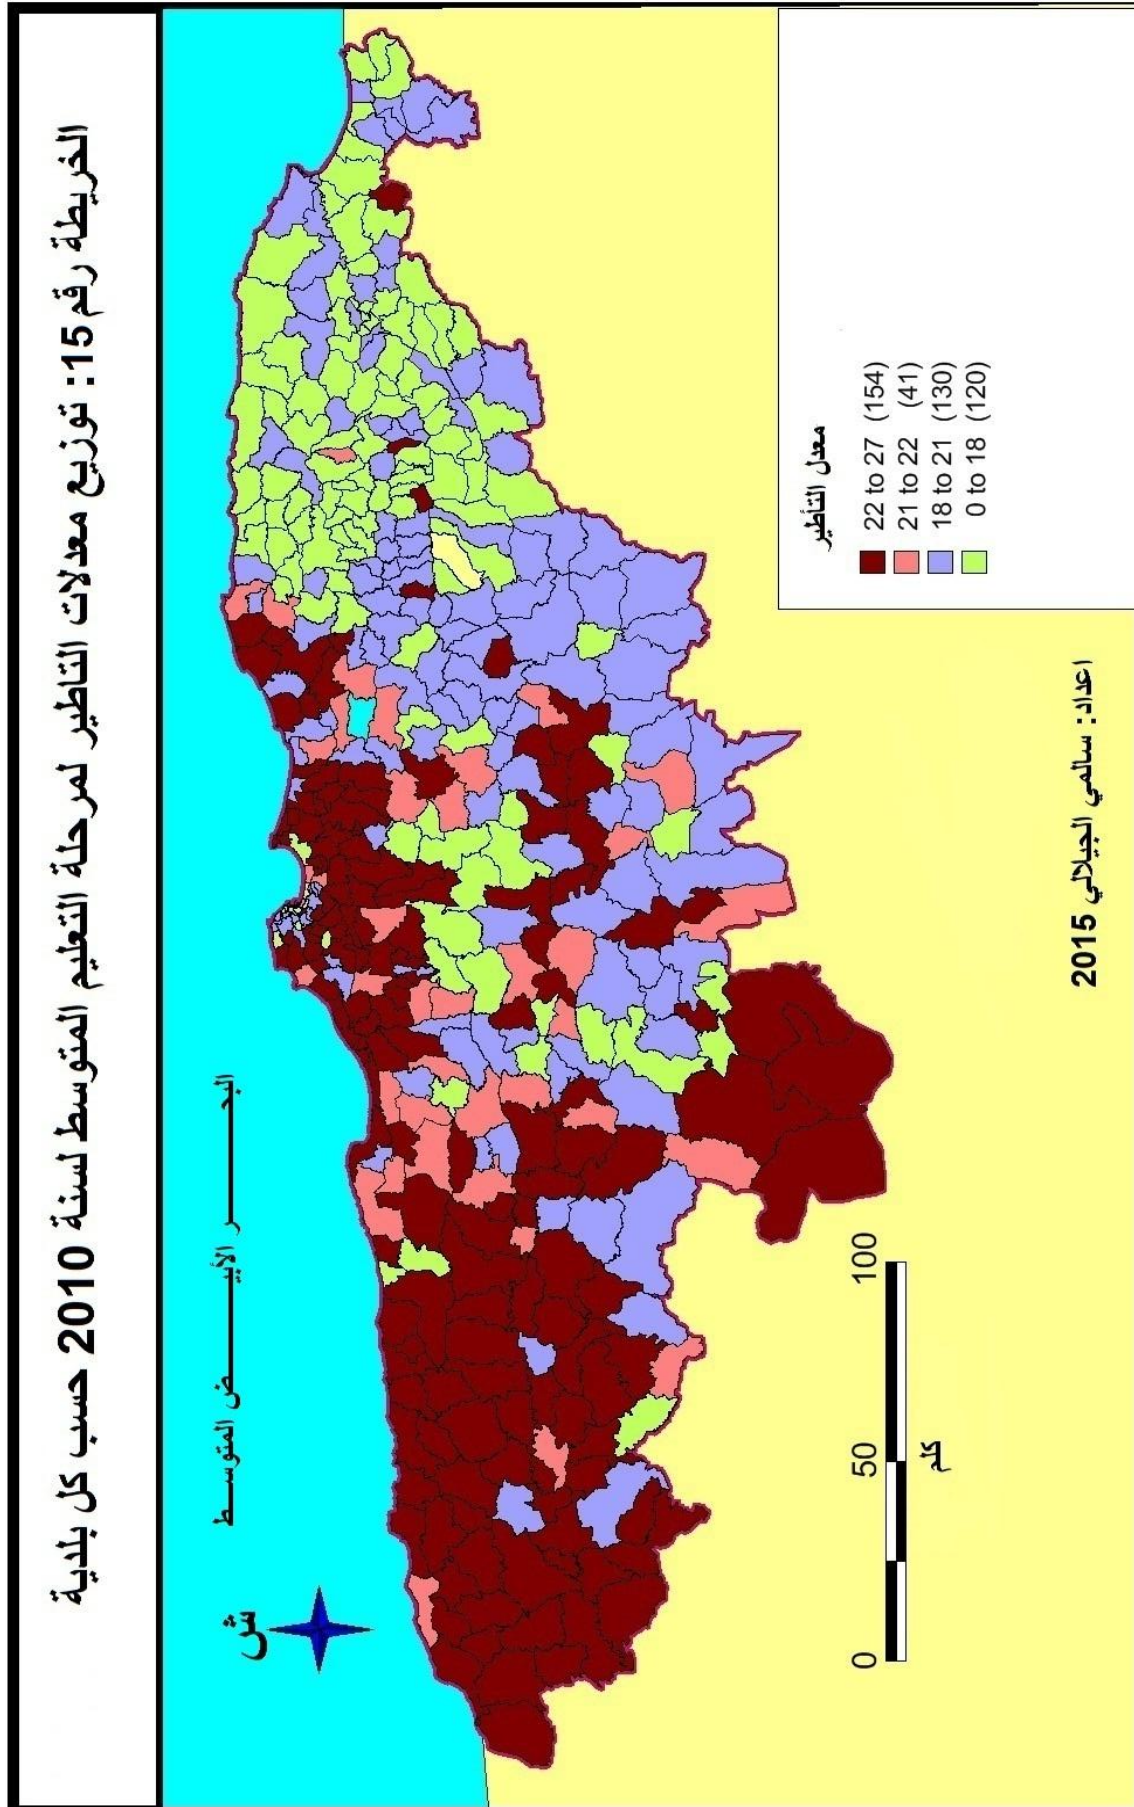 الخريطة رقم 15: توزيع معدلات التاطير لمرحلة التعليم المتوسط لسنة 2010 حسب كل بلدية
البحـــــر الأبيـــــض المتوســـط
ش
معدل التأطير
22 to 27 (154)
21 to 22 (41)
18 to 21 (130)
0 to 18 (120)
0 50 100
كلم
اعداد: سالمي الجيلالي 2015